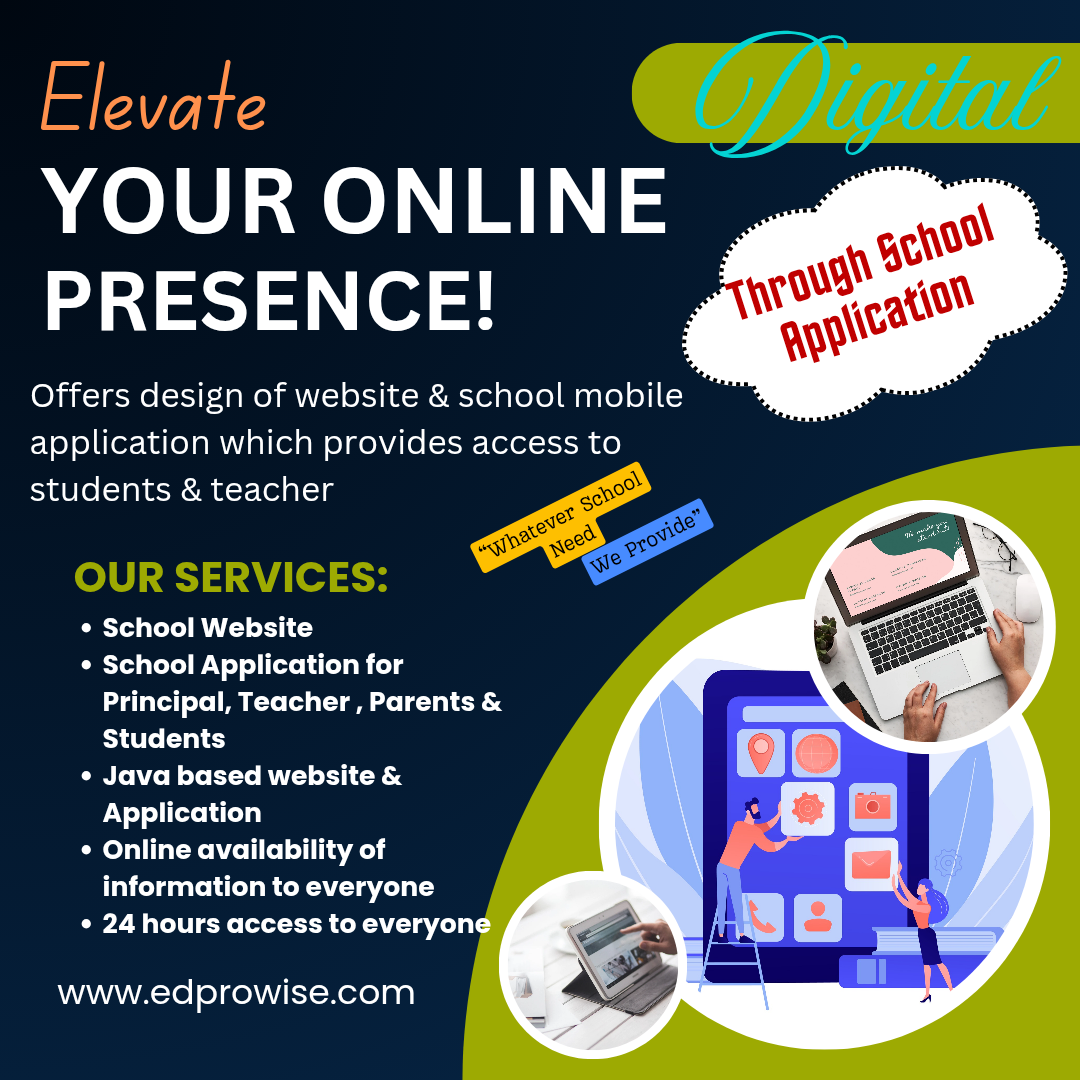 Elevate
Digital
YOUR ONLINE
PRESENCE!
Through School
Application
Offers design of website & school mobile
application which provides access to
students & teacher
“Whatever School
Need
We Provide”
OUR SERVICES:
• School Website
• School Application for
Principal, Teacher , Parents &
Students
• Java based website &
Application
• Online availability of
information to everyone
• 24 hours access to everyone
www.edprowise.com